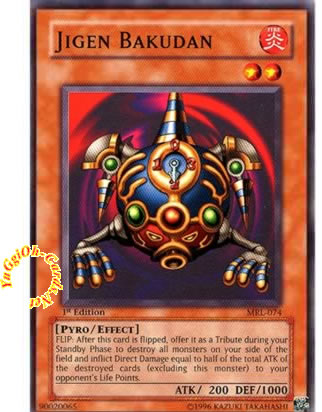 JIGEN BAKUDAN
FIRE
炎
YuGgiOh-Cards.Net
1st Edition
MRL-074
[PYRO/EFFECT]
FLIP: After this card is flipped, offer it as a Tribute during your
Standby Phase to destroy all monsters on your side of the
field and inflict Direct Damage equal to half of the total ATK of
the destroyed cards (excluding this monster) to your
opponent's Life Points.
ATK/ 200 DEF/1000
90020065
©1996 KAZUKI TAKAHASHI